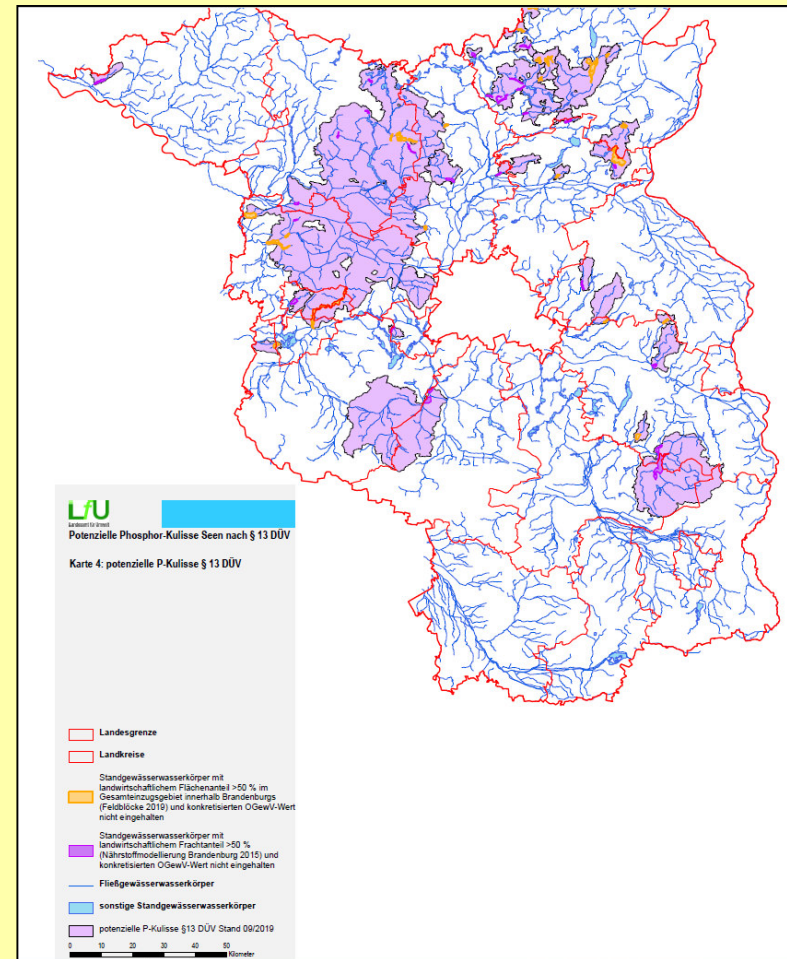 LfU
Landesamt für Umwelt
Potenzielle Phosphor-Kulisse Seen nach § 13 DÜV
Karte 4: potenzielle P-Kulisse § 13 DÜV
Landesgrenze
Landkreise
Standgewässerwasserkörper mit
landwirtschaftlichem Flächenanteil >50 % im
Gesamteinzugsgebiet innerhalb Brandenburgs
(Feldblöcke 2019) und konkretisierten OGewV-Wert
nicht eingehalten
Standgewässerwasserkörper mit
landwirtschaftlichem Frachtanteil >50 %
(Nährstoffmodellierung Brandenburg 2015) und
konkretisierten OGewV-Wert nicht eingehalten
Fließgewässerwasserkörper
sonstige Standgewässerwasserkörper
potenzielle P-Kulisse §13 DÜV Stand 09/2019
0 10 20 30 40 50
Kilometer